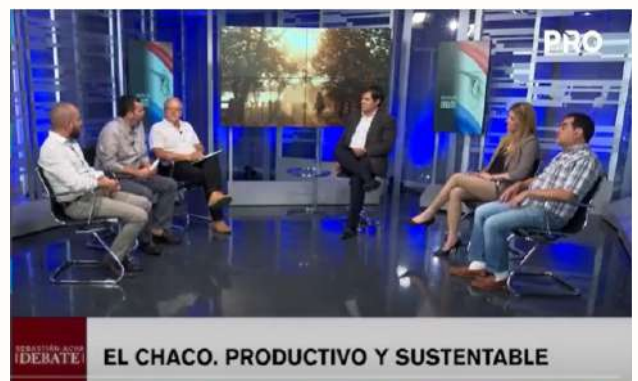 PRO
SEBASTIÁN ACHA
DEBATE
EL CHACO. PRODUCTIVO Y SUSTENTABLE